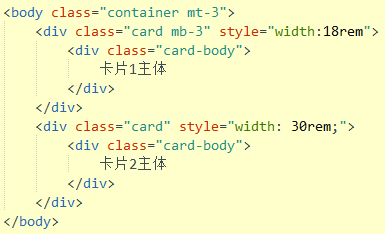 <body class="container mt-3">
<div class="card mb-3" style="width:18rem">
<div class="card-body">
卡片1主体
</div>
</div>
<div class="card" style="width: 30rem;">
<div class="card-body">
卡片2主体
</div>
</div>
</body>